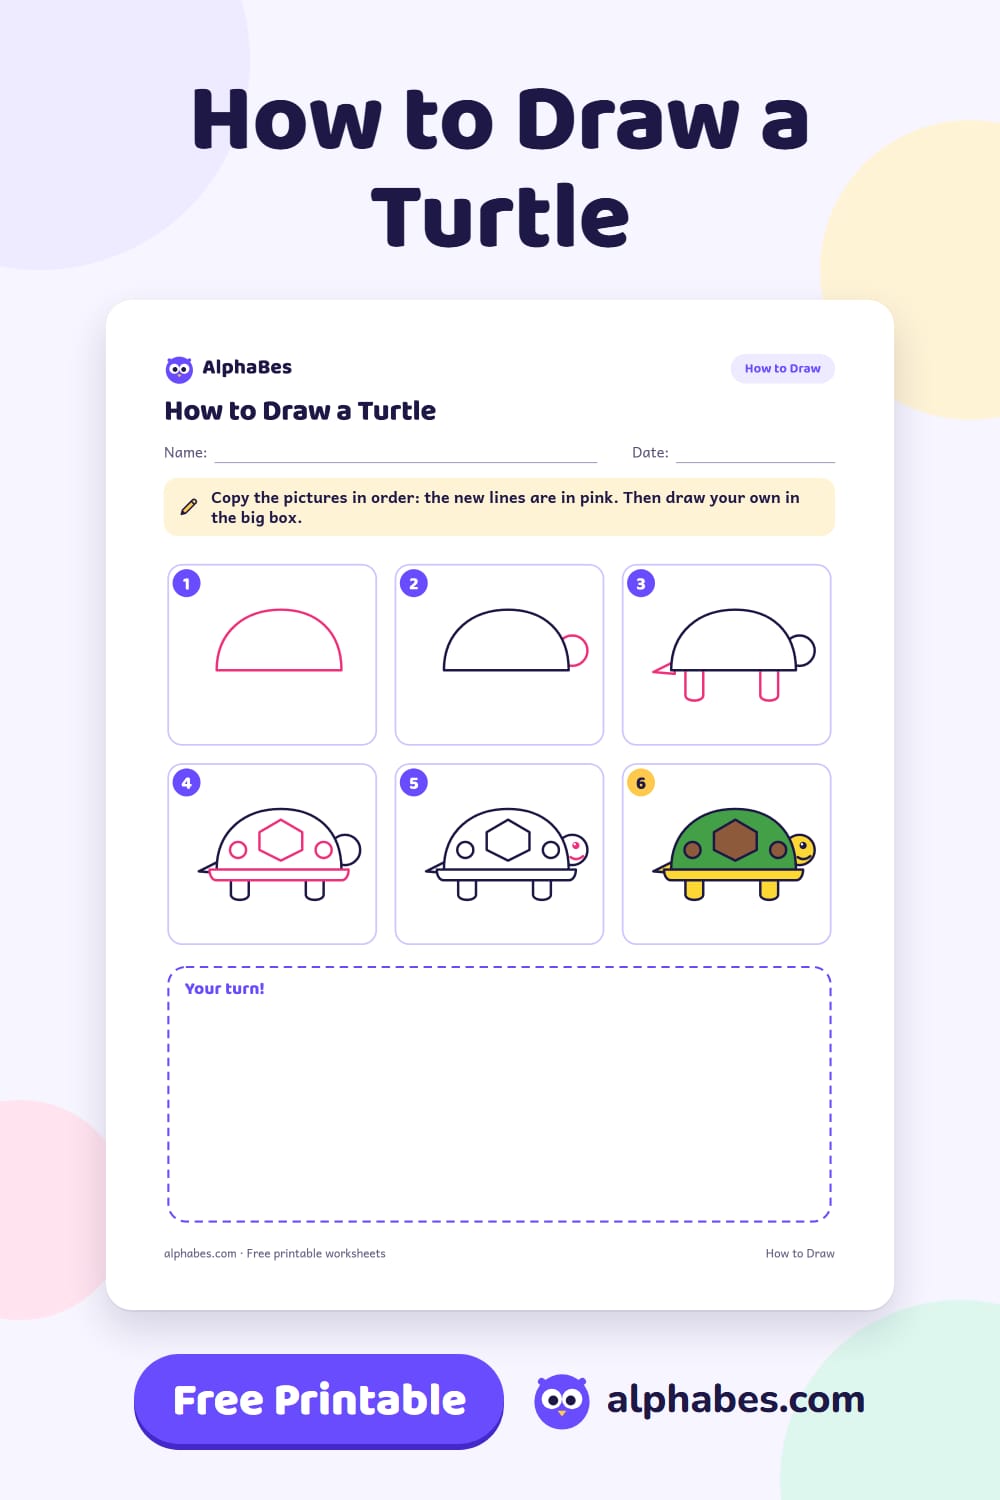 How to Draw a
Turtle
AlphaBes
How to Draw
How to Draw a Turtle
Name:
Date:
Copy the pictures in order: the new lines are in pink. Then draw your own in
the big box.
1
2
3
4
5
6
Your turn!
alphabes.com · Free printable worksheets
How to Draw
Free Printable
alphabes.com